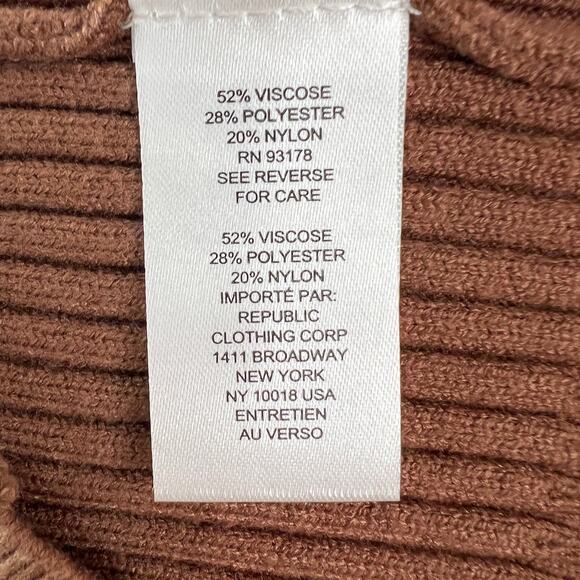 52% VISCOSE
28% POLYESTER
20% NYLON
RN 93178
SEE REVERSE
FOR CARE
52% VISCOSE
28% POLYESTER
20% NYLON
IMPORTÉ PAR:
REPUBLIC
CLOTHING CORP
1411 BROADWAY
NEW YORK
NY 10018 USA
ENTRETIEN
AU VERSO